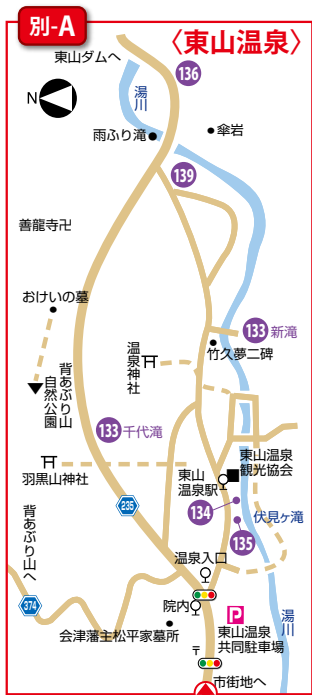 別-A
〈東山温泉〉
東山ダムへ
136
湯川
N
雨ふり滝
傘岩
139
善龍寺卍
おけいの墓
133 新滝
竹久夢二碑
温泉神社
背あぶり山
自然公園
133 千代滝
羽黒山神社
東山温泉
観光協会
東山
温泉駅
235
134
伏見ヶ滝
135
背あぶり山へ
温泉入口
374
院内
P
会津藩主松平家墓所
東山温泉
共同駐車場
湯川
〒
市街地へ